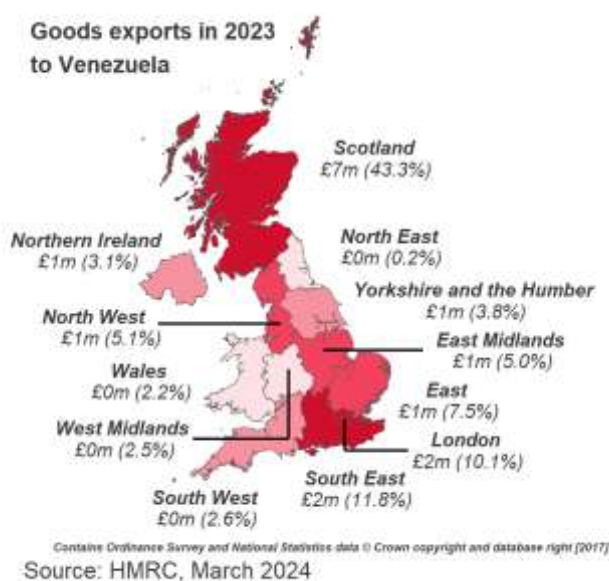 Goods exports in 2023
to Venezuela
Scotland
£7m (43.3%)
Northern Ireland
£1m (3.1%)
North East
£0m (0.2%)
Yorkshire and the Humber
£1m (3.8%)
North West
£1m (5.1%)
East Midlands
£1m (5.0%)
Wales
£0m (2.2%)
East
£1m (7.5%)
West Midlands
£0m (2.5%)
London
£2m (10.1%)
South East
£2m (11.8%)
South West
£0m (2.6%)
Contains Ordinance Survey and National Statistics data © Crown copyright and database right [2017]
Source: HMRC, March 2024